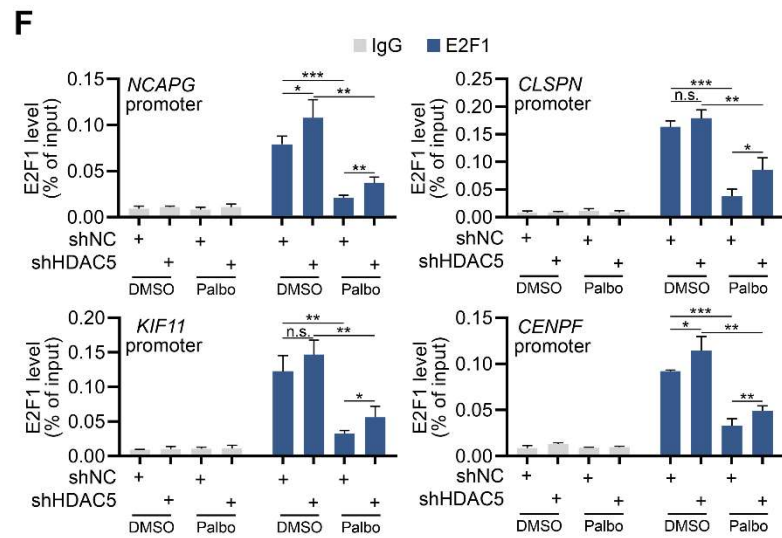 F
IgG E2F1
NCAPG promoter
E2F1 level (% of input)
0.15
0.10
0.05
0.00
*** 
* **
**
shNC + + + +
shHDAC5 + + + +
DMSO Palbo DMSO Palbo
CLSPN promoter
E2F1 level (% of input)
0.20
0.15
0.10
0.05
0.00
***
n.s. **
*
shNC + + + +
shHDAC5 + + + +
DMSO Palbo DMSO Palbo
KIF11 promoter
E2F1 level (% of input)
0.20
0.15
0.10
0.05
0.00
**
n.s. **
*
shNC + + + +
shHDAC5 + + + +
DMSO Palbo DMSO Palbo
CENPF promoter
E2F1 level (% of input)
0.15
0.10
0.05
0.00
***
* **
**
shNC + + + +
shHDAC5 + + + +
DMSO Palbo DMSO Palbo